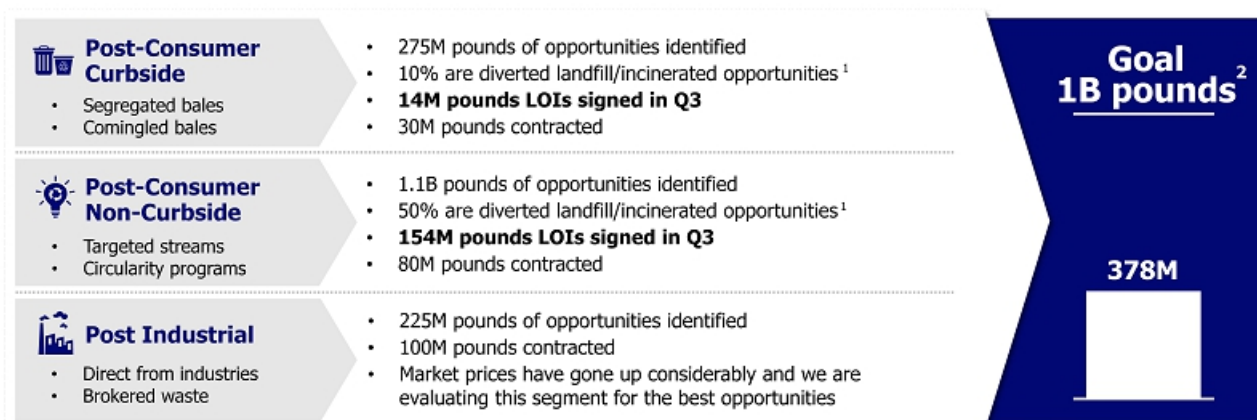 Post-Consumer
Curbside
• Segregated bales
• Comingled bales
• 275M pounds of opportunities identified
• 10% are diverted landfill/incinerated opportunities 1
• 14M pounds LOIs signed in Q3
• 30M pounds contracted
Post-Consumer
Non-Curbside
• Targeted streams
• Circularity programs
• 1.1B pounds of opportunities identified
• 50% are diverted landfill/incinerated opportunities 1
• 154M pounds LOIs signed in Q3
• 80M pounds contracted
Post Industrial
• Direct from industries
• Brokered waste
• 225M pounds of opportunities identified
• 100M pounds contracted
• Market prices have gone up considerably and we are
evaluating this segment for the best opportunities
Goal
1B pounds 2
378M